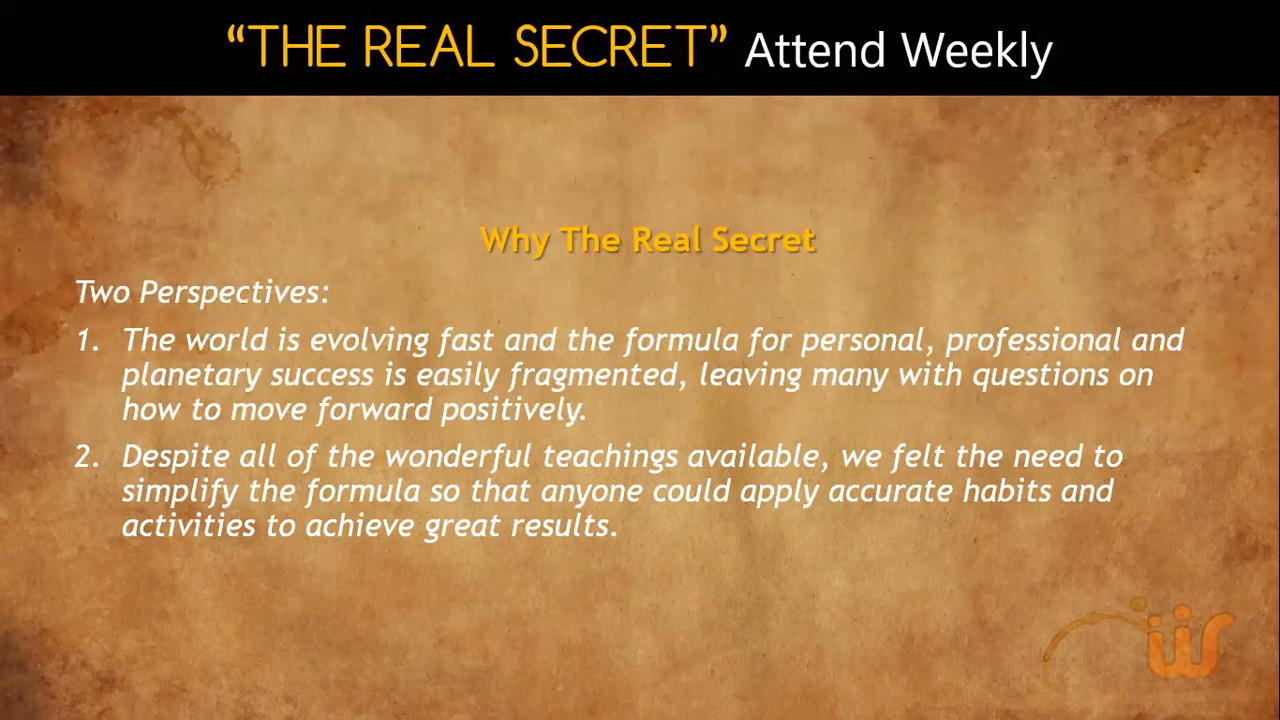 “THE REAL SECRET” Attend Weekly
Why The Real Secret
Two Perspectives:
1. The world is evolving fast and the formula for personal, professional and
planetary success is easily fragmented, leaving many with questions on
how to move forward positively.
2. Despite all of the wonderful teachings available, we felt the need to
simplify the formula so that anyone could apply accurate habits and
activities to achieve great results.